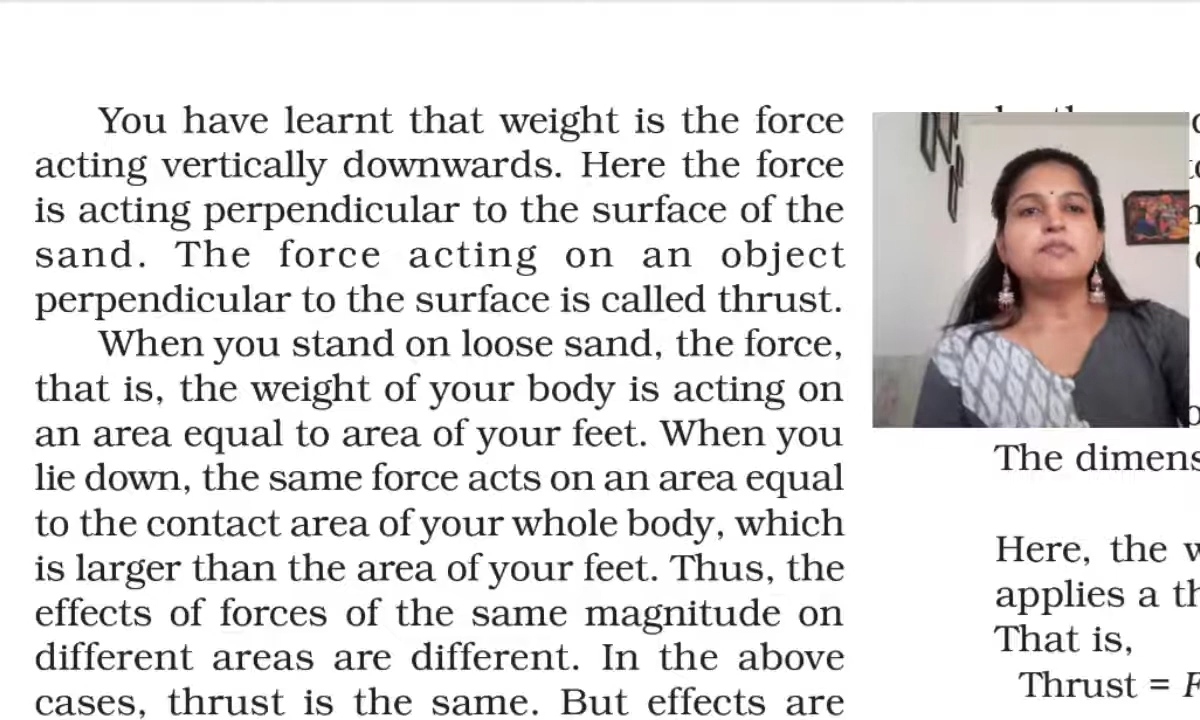 You have learnt that weight is the force
acting vertically downwards. Here the force
is acting perpendicular to the surface of the
sand. The force acting on an object
perpendicular to the surface is called thrust.
When you stand on loose sand, the force,
that is, the weight of your body is acting on
an area equal to area of your feet. When you
lie down, the same force acts on an area equal
to the contact area of your whole body, which
is larger than the area of your feet. Thus, the
effects of forces of the same magnitude on
different areas are different. In the above
cases, thrust is the same. But effects are
The
Here, the
applies a
That is,
Thrust =